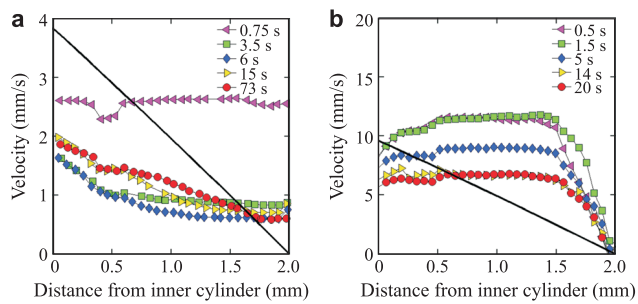 a
4
3
2
1
0
0
0.5
1.0
1.5
2.0
Velocity (mm/s)
Distance from inner cylinder (mm)
0.75 s
3.5 s
6 s
15 s
73 s
b
20
15
10
5
0
0
0.5
1.0
1.5
2.0
Velocity (mm/s)
Distance from inner cylinder (mm)
0.5 s
1.5 s
5 s
14 s
20 s